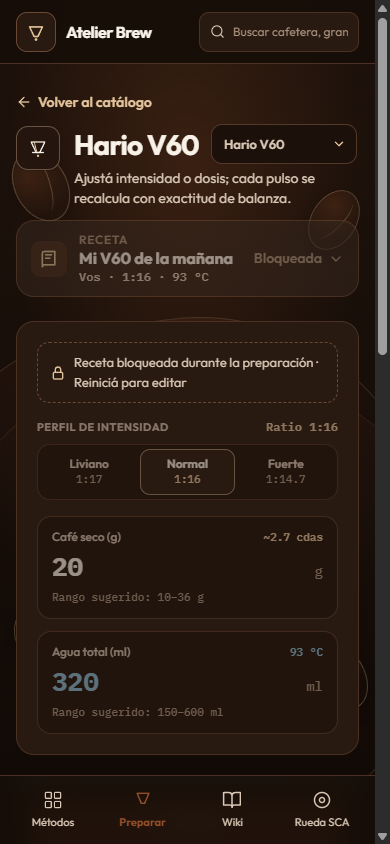 Atelier Brew
Buscar cafetera, gran
Volver al catálogo
Hario V60
Hario V60
Ajustá intensidad o dosis; cada pulso se
recalcula con exactitud de balanza.
RECETA
Mi V60 de la mañana
Bloqueada
Vos · 1:16 · 93 °C
Receta bloqueada durante la preparación ·
Reiniciá para editar
PERFIL DE INTENSIDAD
Ratio 1:16
Liviano
Normal
Fuerte
1:17
1:16
1:14.7
Café seco (g)
~2.7 cdas
20
g
Rango sugerido: 10–36 g
Agua total (ml)
93 °C
320
ml
Rango sugerido: 150–600 ml
Métodos
Preparar
Wiki
Rueda SCA